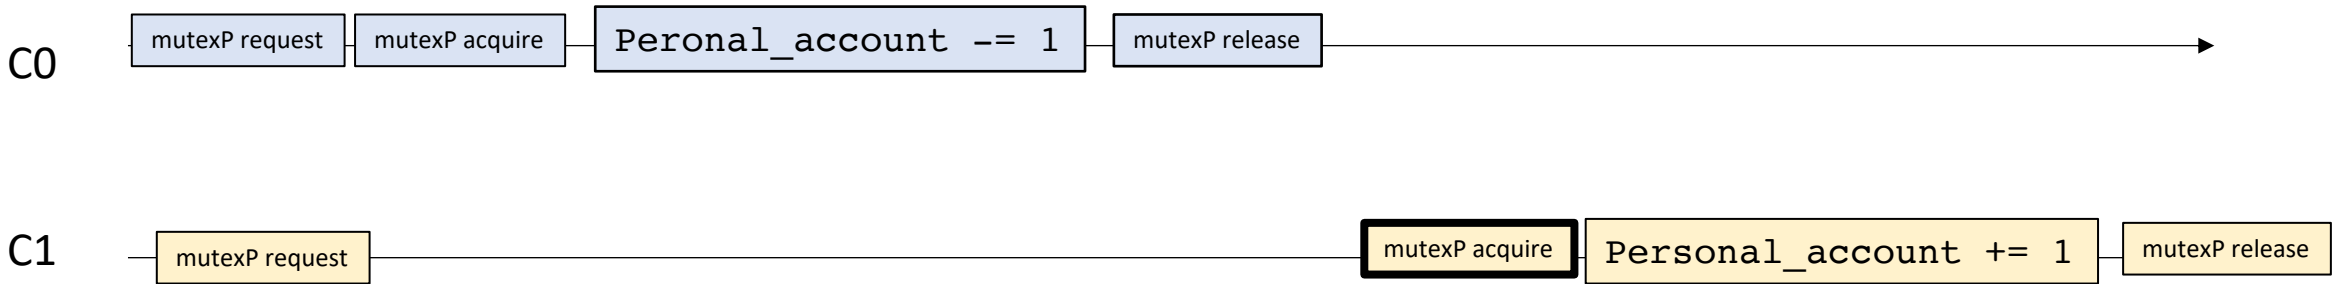 C0
mutexP request
mutexP acquire
Peronal_account -= 1
mutexP release
C1
mutexP request
mutexP acquire
Personal_account += 1
mutexP release